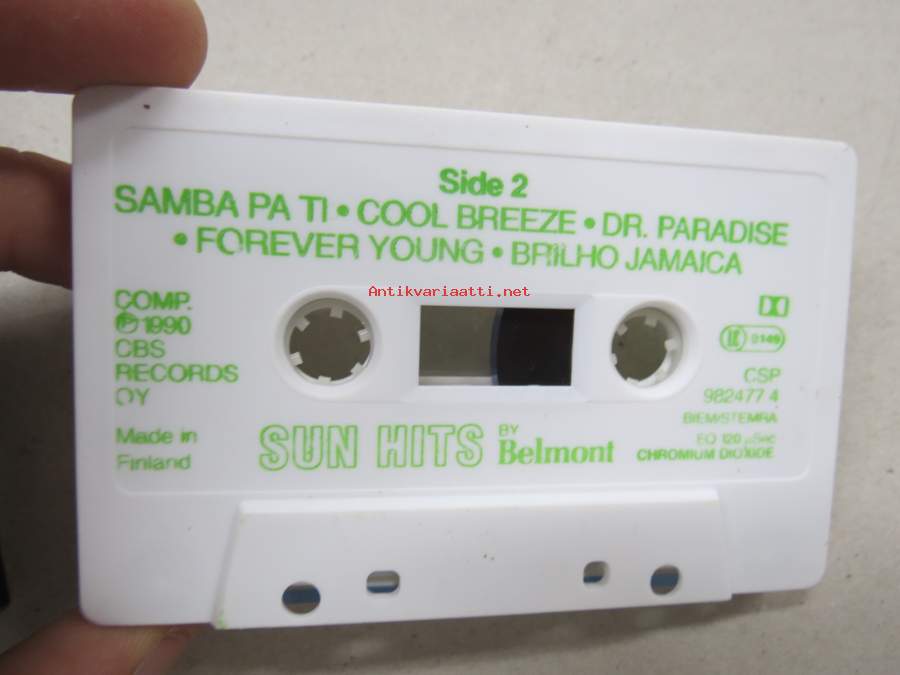 Side 2
SAMBA PA TI • COOL BREEZE • DR. PARADISE
• FOREVER YOUNG • BRILHO JAMAICA
Antikvariaatti.net
COMP.
℗ 1990
CBS
RECORDS
OY
Made in
Finland
SUN HITS BY Belmont
CSP
982477 4
BIEM/STEMRA
EQ 120 µSec
CHROMIUM DIOXIDE